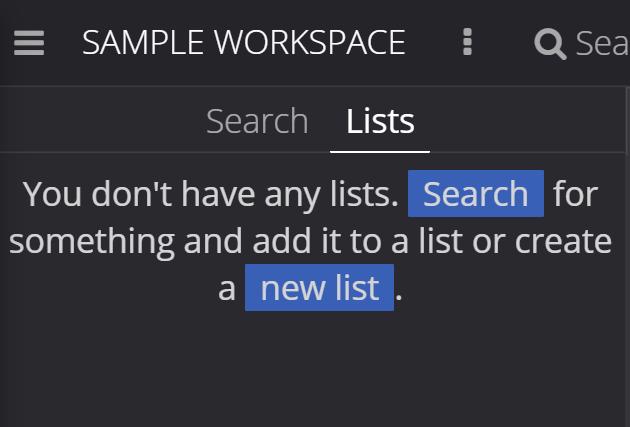 SAMPLE WORKSPACE
Sea
Search Lists
You don't have any lists. Search for
something and add it to a list or create
a new list .